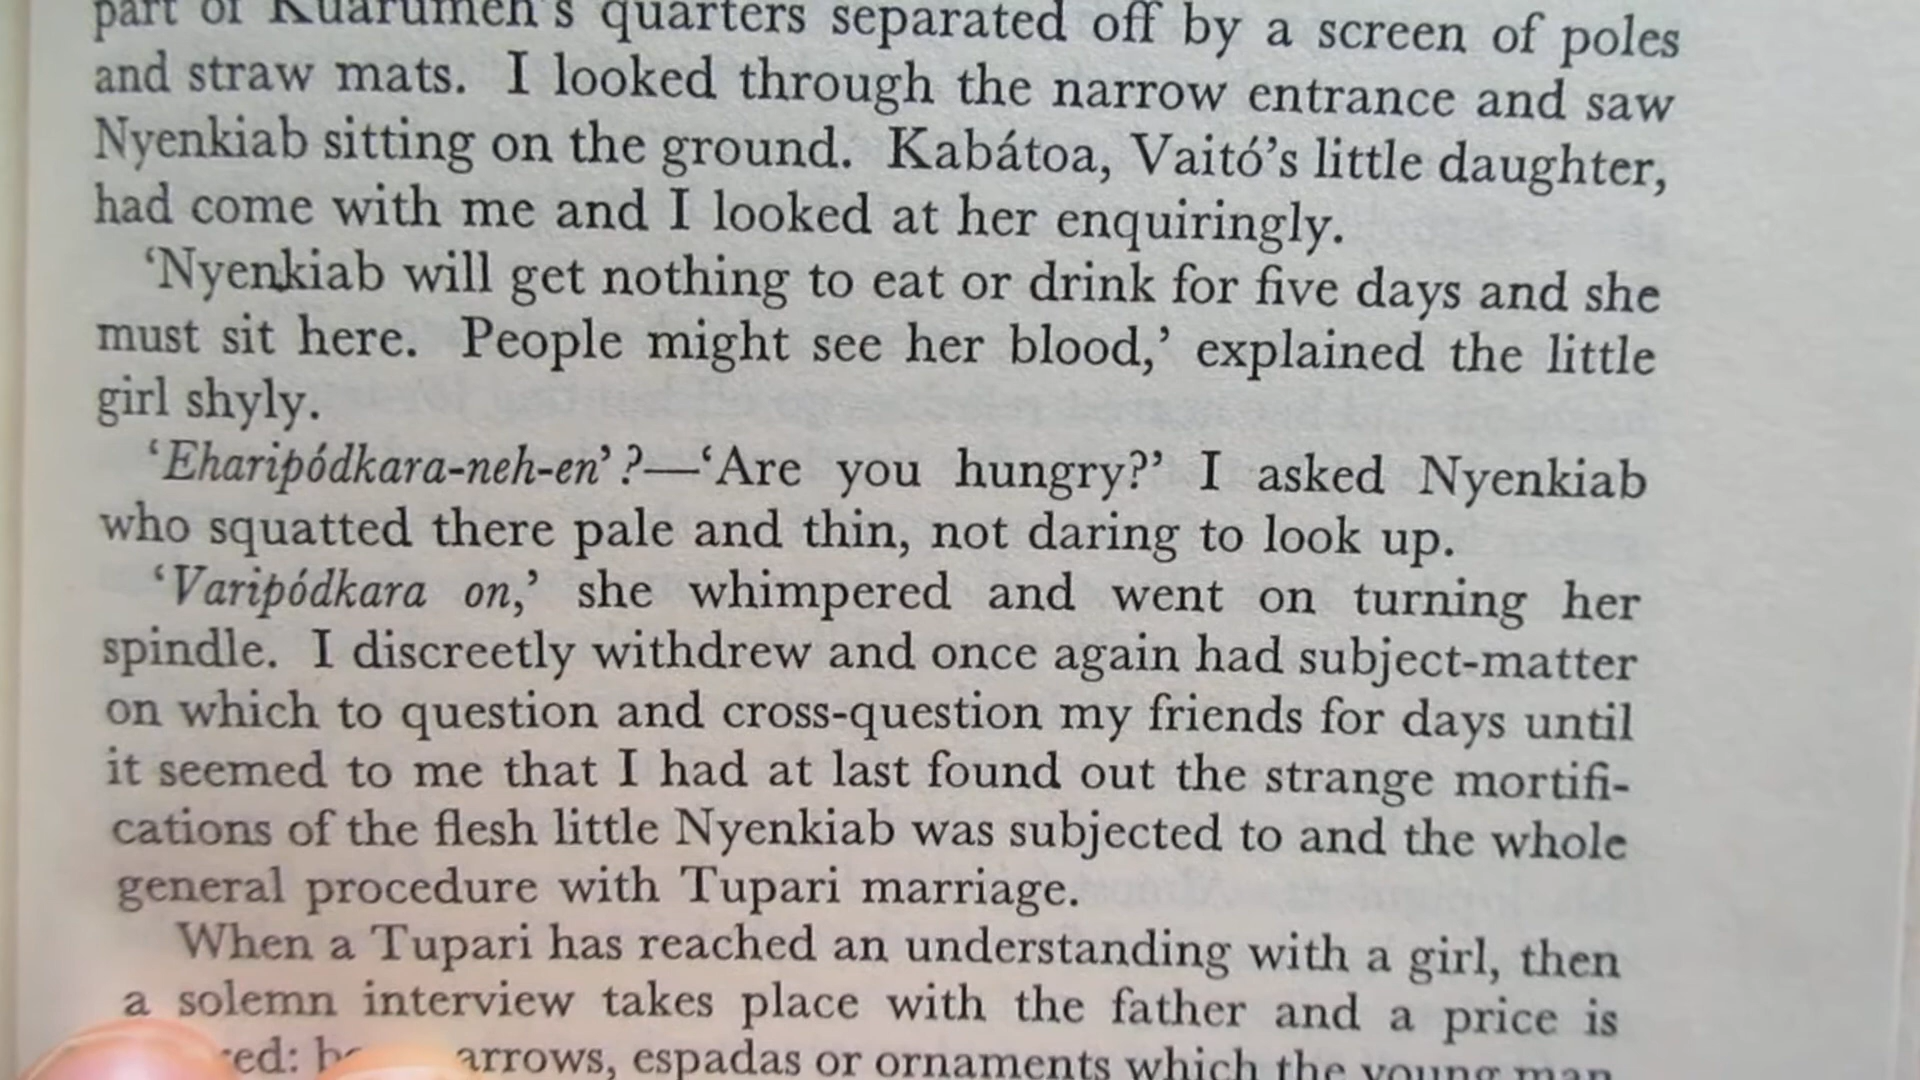 part of Kuarumeh's quarters separated off by a screen of poles
and straw mats. I looked through the narrow entrance and saw
Nyenkiab sitting on the ground. Kabátoa, Vaitó's little daughter,
had come with me and I looked at her enquiringly.
'Nyenkiab will get nothing to eat or drink for five days and she
must sit here. People might see her blood,' explained the little
girl shyly.
'Eharipódkara-neh-en'?—'Are you hungry?' I asked Nyenkiab
who squatted there pale and thin, not daring to look up.
'Varipódkara on,' she whimpered and went on turning her
spindle. I discreetly withdrew and once again had subject-matter
on which to question and cross-question my friends for days until
it seemed to me that I had at last found out the strange mortifi-
cations of the flesh little Nyenkiab was subjected to and the whole
general procedure with Tupari marriage.
When a Tupari has reached an understanding with a girl, then
a solemn interview takes place with the father and a price is
arrows, espadas or ornaments which the young man